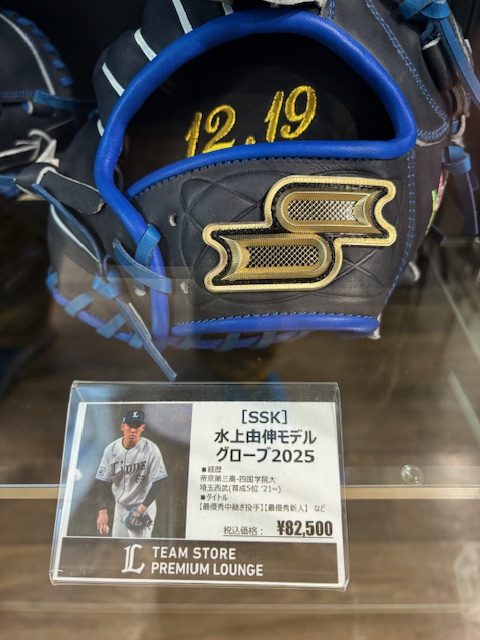 12.19
[SSK]
水上由伸モデル
グローブ2025
■経歴
帝京第三高-四国学院大
埼玉西武(育成5位 '21~)
■タイトル
【最優秀中継ぎ投手】【最優秀新人】 など
税込価格： ¥82,500
L TEAM STORE
PREMIUM LOUNGE
Lions
69